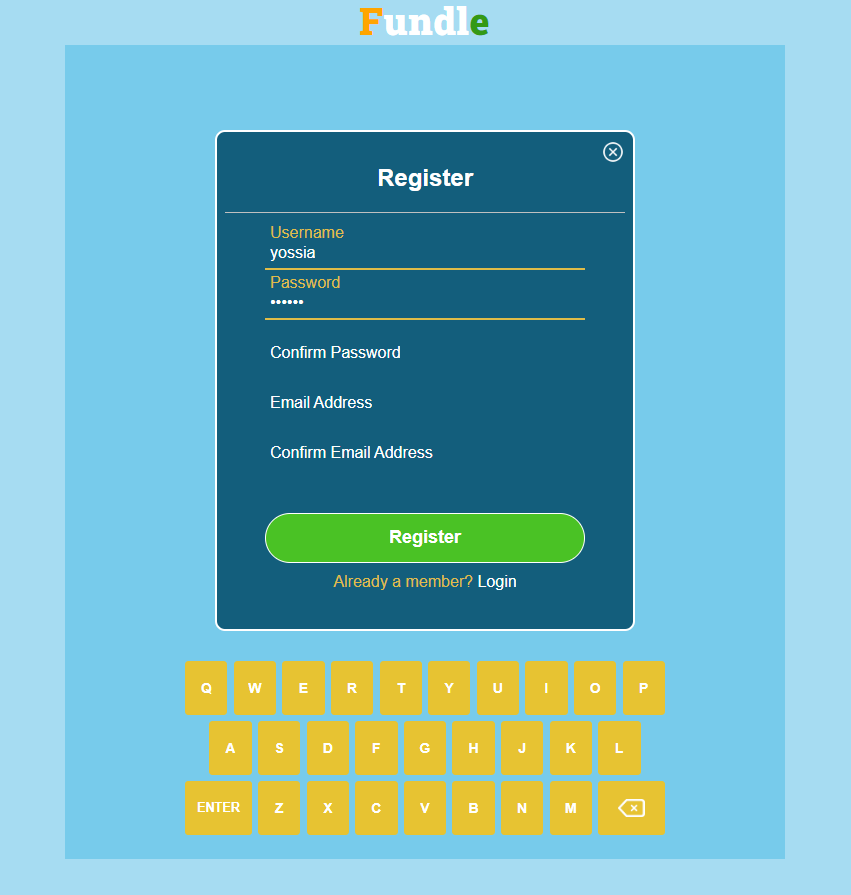 Fundle
Register
Username
yossia
Password
••••••
Confirm Password
Email Address
Confirm Email Address
Register
Already a member? Login
Q W E R T Y U I O P
A S D F G H J K L
ENTER Z X C V B N M